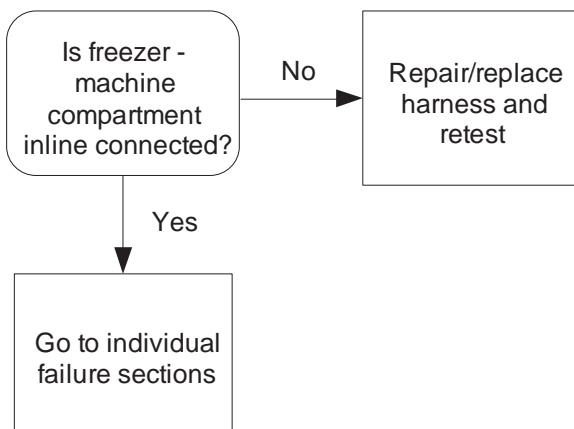 Is freezer -
machine
compartment
inline connected?
No
Repair/replace
harness and
retest
Yes
Go to individual
failure sections